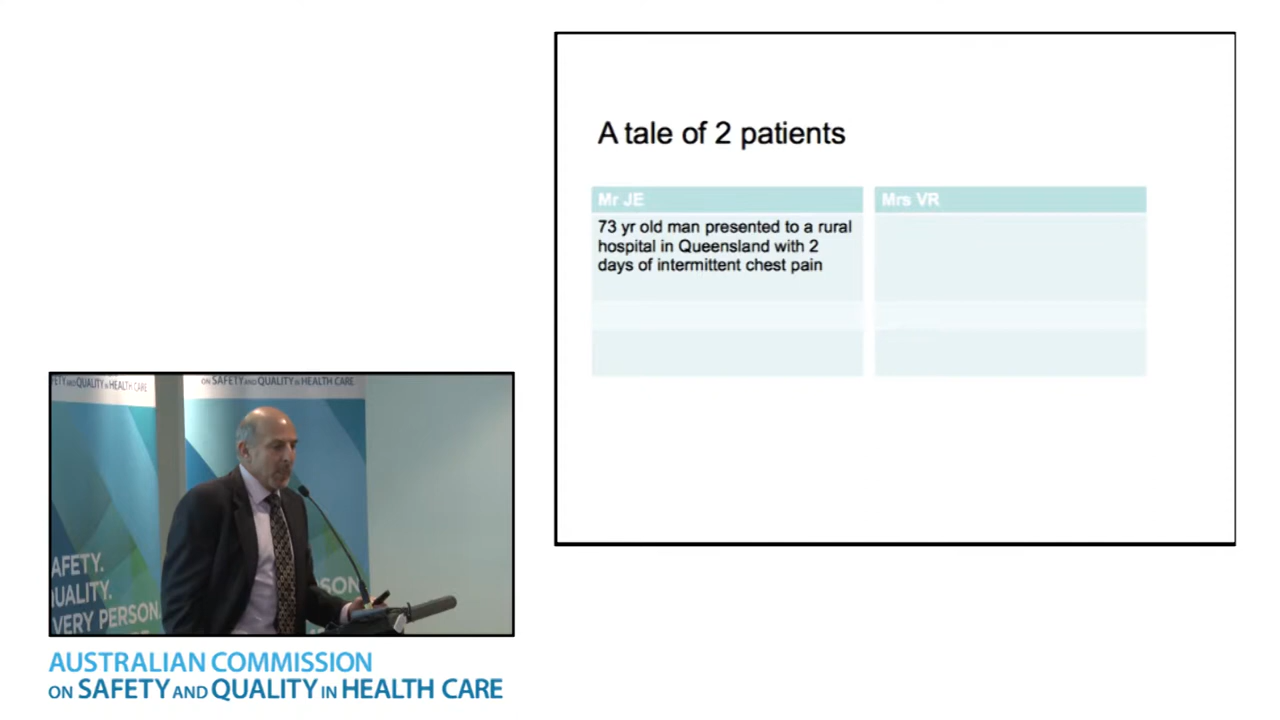 A tale of 2 patients
Mr JE
Mrs VR
73 yr old man presented to a rural
hospital in Queensland with 2
days of intermittent chest pain
ON SAFETY AND QUALITY IN HEALTH CARE
AFETY.
UALITY.
VERY PERSON.
SON
AUSTRALIAN COMMISSION
ON SAFETY AND QUALITY IN HEALTH CARE